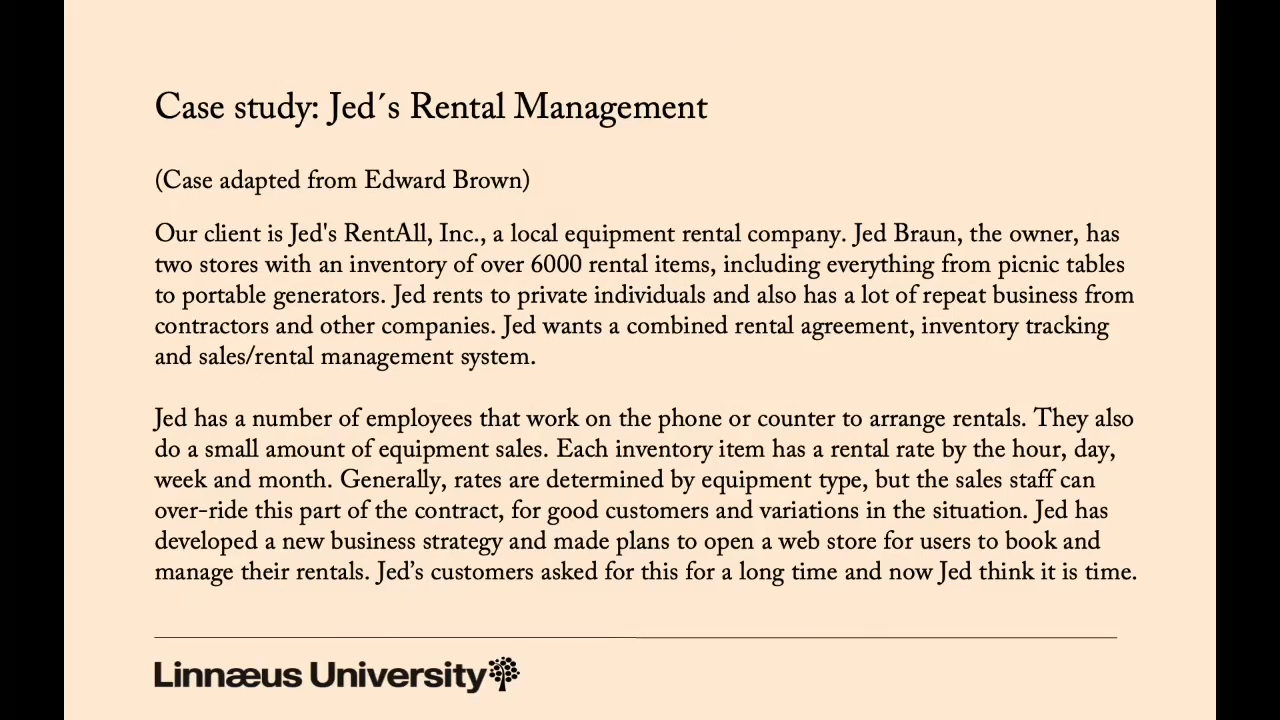 Case study: Jed´s Rental Management
(Case adapted from Edward Brown)
Our client is Jed's RentAll, Inc., a local equipment rental company. Jed Braun, the owner, has
two stores with an inventory of over 6000 rental items, including everything from picnic tables
to portable generators. Jed rents to private individuals and also has a lot of repeat business from
contractors and other companies. Jed wants a combined rental agreement, inventory tracking
and sales/rental management system.
Jed has a number of employees that work on the phone or counter to arrange rentals. They also
do a small amount of equipment sales. Each inventory item has a rental rate by the hour, day,
week and month. Generally, rates are determined by equipment type, but the sales staff can
over-ride this part of the contract, for good customers and variations in the situation. Jed has
developed a new business strategy and made plans to open a web store for users to book and
manage their rentals. Jed’s customers asked for this for a long time and now Jed think it is time.
Linnæus University